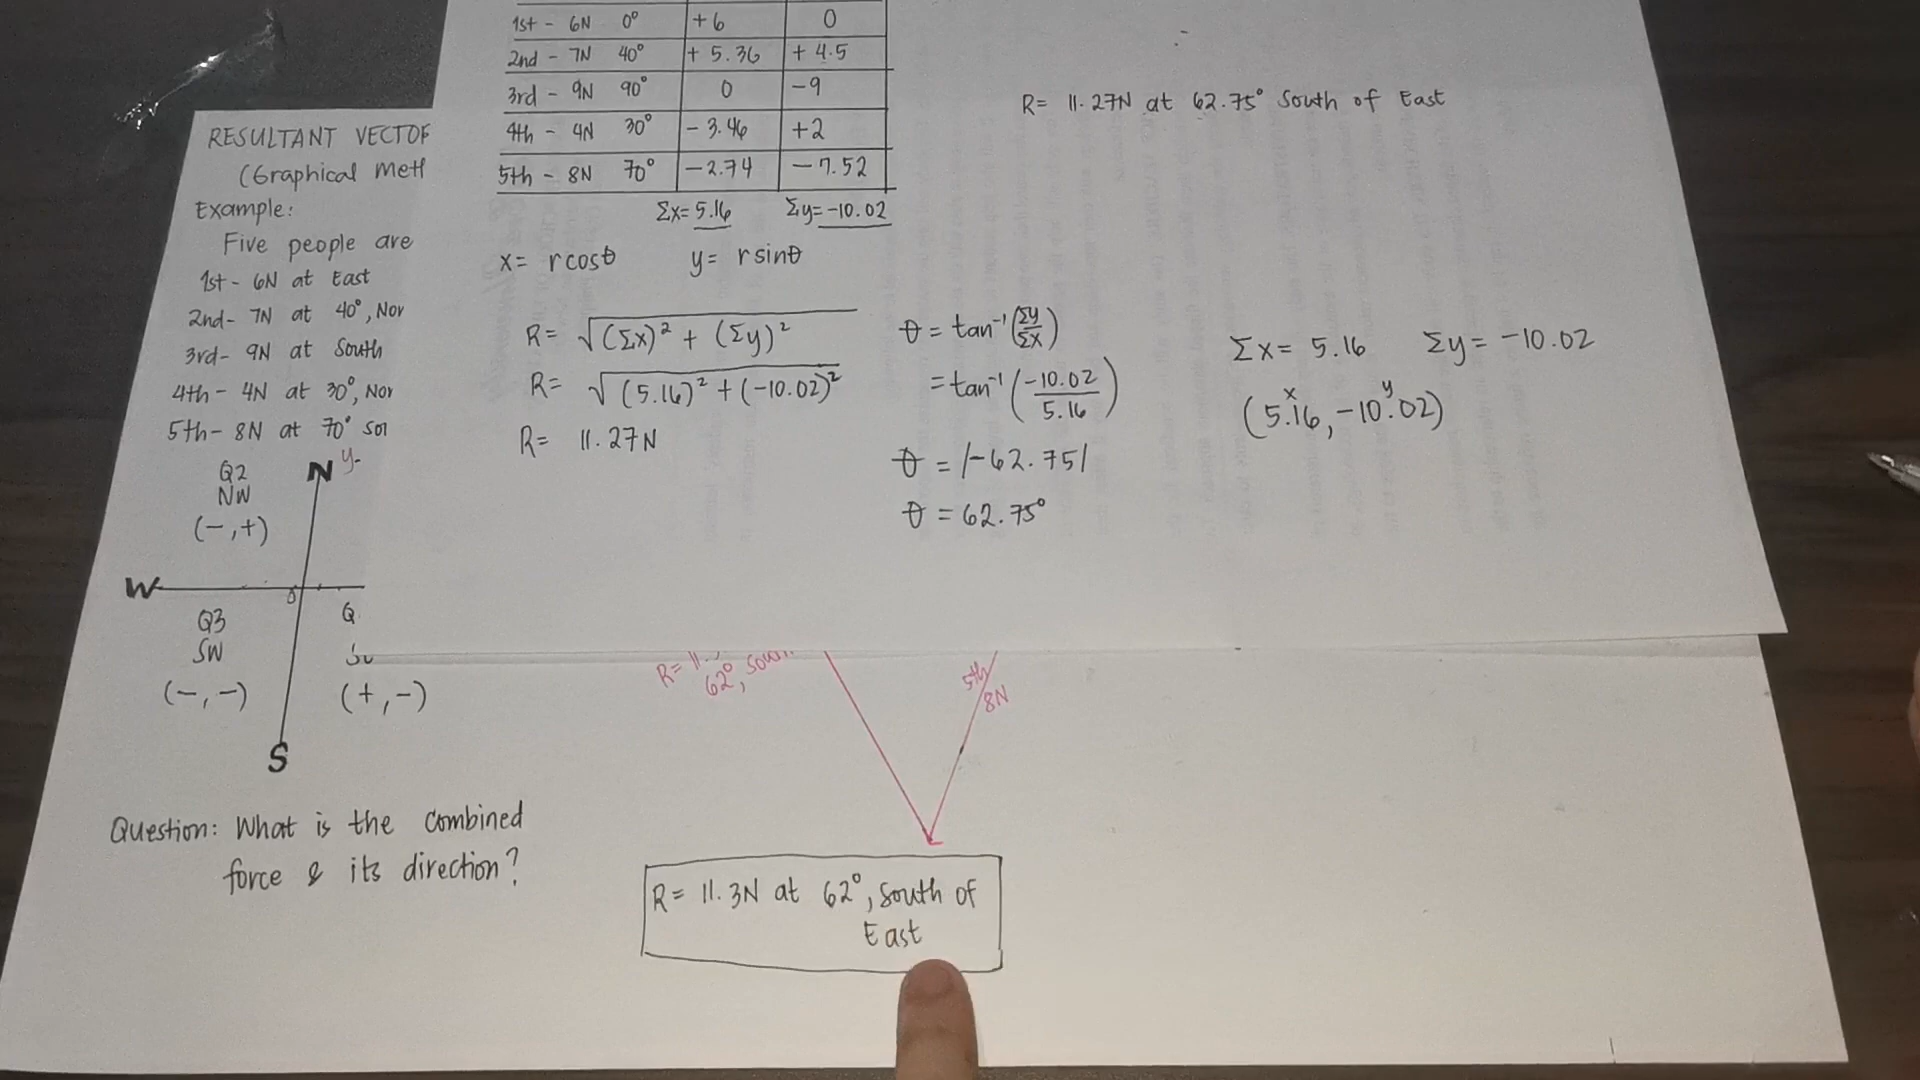 1st - 6N 0° +6 0
2nd - 7N 40° + 5.36 + 4.5
3rd - 9N 90° 0 -9
4th - 4N 30° - 3.46 +2
5th - 8N 70° -2.74 -7.52
Σx= 5.16 Σy= -10.02
x= rcosθ y= rsinθ
R= √(Σx)² + (Σy)²
R= √(5.16)² + (-10.02)²
R= 11.27N
θ = tan⁻¹(Σy/Σx)
= tan⁻¹(-10.02/5.16)
θ = |-62.75|
θ = 62.75°
R= 11.27N at 62.75° South of East
Σx= 5.16 Σy= -10.02
x y
(5.16, -10.02)
RESULTANT VECTOR
(Graphical Meth
Example:
Five people are
1st - 6N at East
2nd- 7N at 40°, Nor
3rd- 9N at South
4th - 4N at 30°, Nor
5th- 8N at 70° Sou
N y-
Q2
NW
(-,+)
W
Q3
SW
(-,-)
Q
(+,-)
S
R= 11.
62°, South
5th
8N
Question: What is the combined
force & its direction?
R= 11.3N at 62°, South of
East